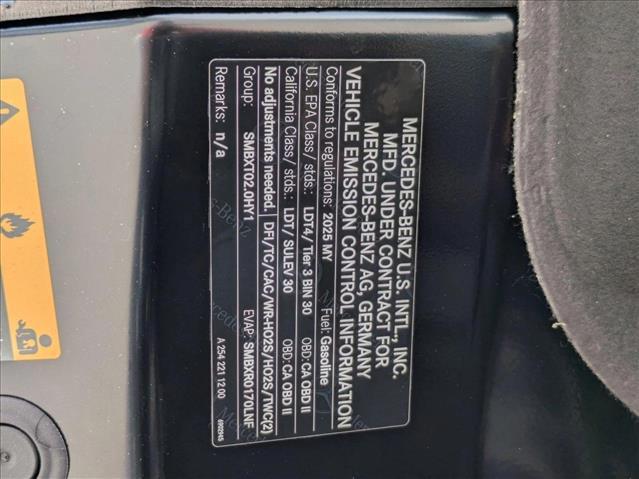 MERCEDES-BENZ U.S. INTL., INC.
MFD. UNDER CONTRACT FOR
MERCEDES-BENZ AG, GERMANY
VEHICLE EMISSION CONTROL INFORMATION
Conforms to regulations: 2025 MY Fuel: Gasoline
U.S. EPA Class / stds.: LDT4/ Tier 3 BIN 30 OBD: CA OBD II
California Class / stds.: LDT/ SULEV 30 OBD: CA OBD II
No adjustments needed. DFI/TC/CAC/WR-HO2S/HO2S/TWC(2)
Group: SMBXT02.0HY1 EVAP: SMBXR0170LNF
Remarks: n/a A 254 221 12 00